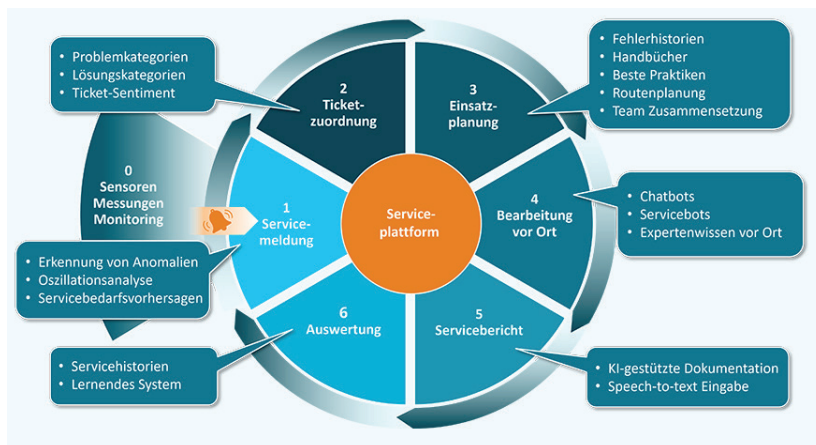 • Problemkategorien
• Lösungskategorien
• Ticket-Sentiment
2
Ticket-
zuordnung
3
Einsatz-
planung
• Fehlerhistorien
• Handbücher
• Beste Praktiken
• Routenplanung
• Team Zusammensetzung
0
Sensoren
Messungen
Monitoring
1
Service-
meldung
Service-
plattform
4
Bearbeitung
vor Ort
• Chatbots
• Servicebots
• Expertenwissen vor Ort
• Erkennung von Anomalien
• Oszillationsanalyse
• Servicebedarfsvorhersagen
6
Auswertung
5
Servicebericht
• Servicehistorien
• Lernendes System
• KI-gestützte Dokumentation
• Speech-to-text Eingabe